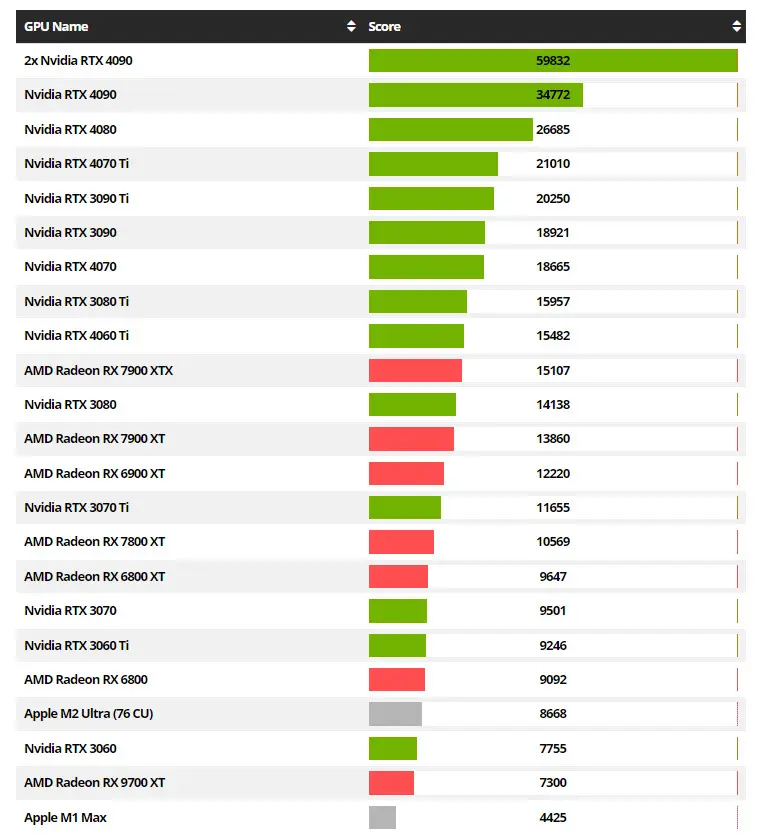 GPU Name Score
2x Nvidia RTX 4090 59832
Nvidia RTX 4090 34772
Nvidia RTX 4080 26685
Nvidia RTX 4070 Ti 21010
Nvidia RTX 3090 Ti 20250
Nvidia RTX 3090 18921
Nvidia RTX 4070 18665
Nvidia RTX 3080 Ti 15957
Nvidia RTX 4060 Ti 15482
AMD Radeon RX 7900 XTX 15107
Nvidia RTX 3080 14138
AMD Radeon RX 7900 XT 13860
AMD Radeon RX 6900 XT 12220
Nvidia RTX 3070 Ti 11655
AMD Radeon RX 7800 XT 10569
AMD Radeon RX 6800 XT 9647
Nvidia RTX 3070 9501
Nvidia RTX 3060 Ti 9246
AMD Radeon RX 6800 9092
Apple M2 Ultra (76 CU) 8668
Nvidia RTX 3060 7755
AMD Radeon RX 9700 XT 7300
Apple M1 Max 4425